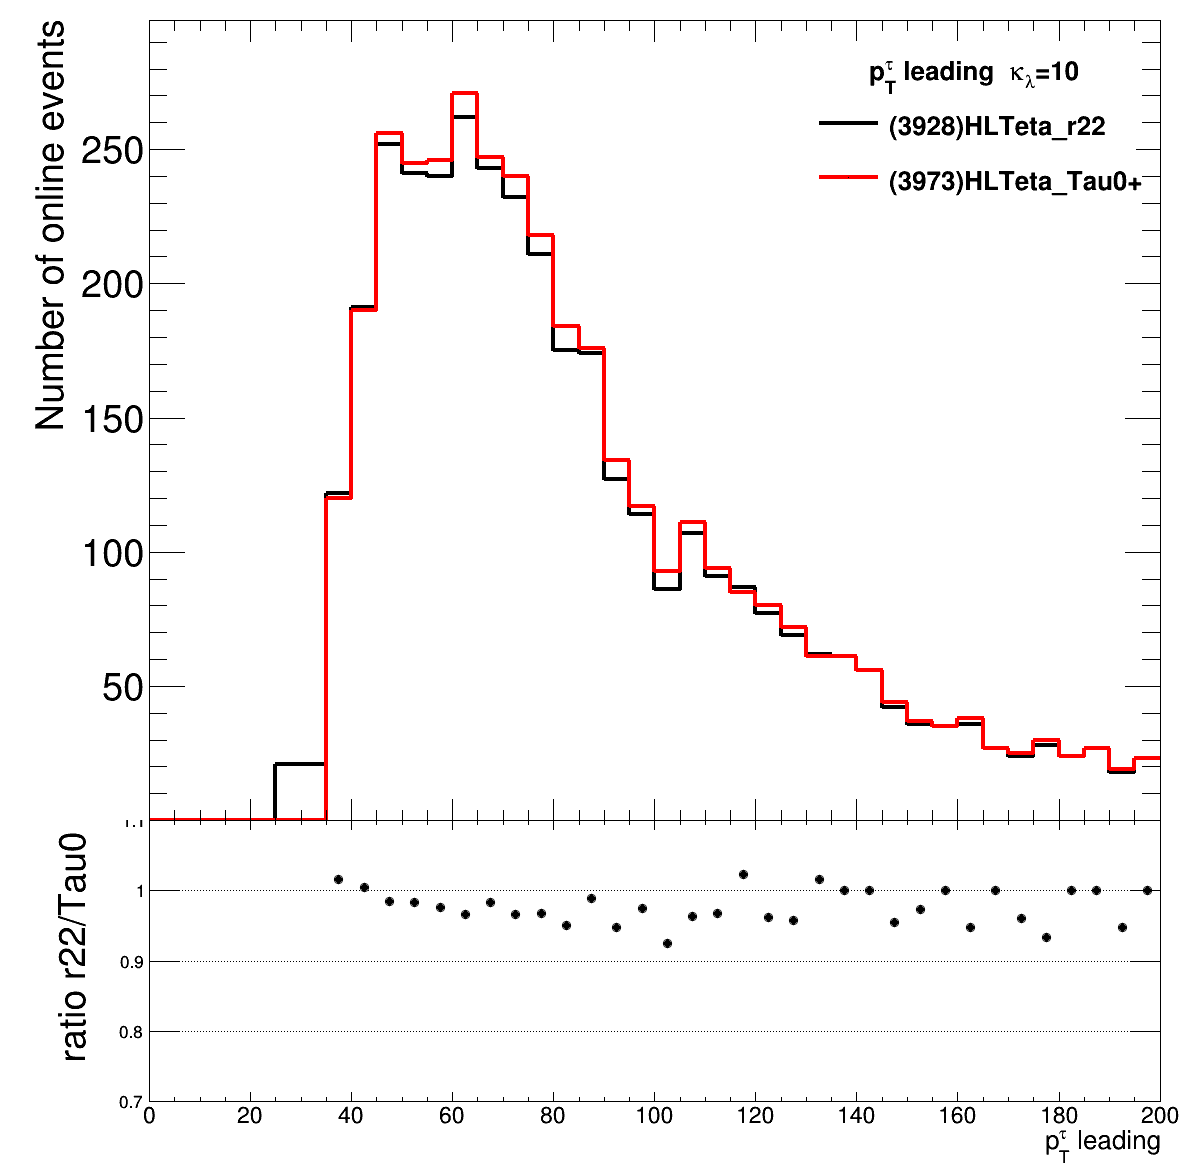 Number of online events
250
200
150
100
50
p_T^τ leading κ_λ=10
(3928)HLTeta_r22
(3973)HLTeta_Tau0+
ratio r22/Tau0
1.1
1
0.9
0.8
0.7
0 20 40 60 80 100 120 140 160 180 200
p_T^τ leading